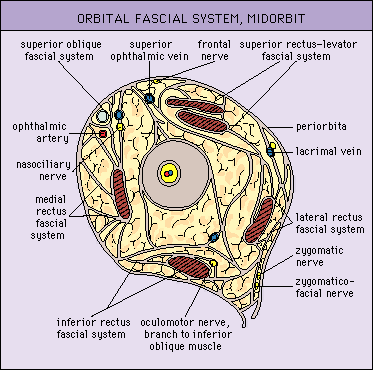 ORBITAL FASCIAL SYSTEM, MIDORBIT
superior oblique
fascial system
superior
ophthalmic vein
frontal
nerve
superior rectus–levator
fascial system
ophthalmic
artery
nasociliary
nerve
medial
rectus
fascial
system
periorbita
lacrimal vein
lateral rectus
fascial system
zygomatic
nerve
zygomatico-
facial nerve
inferior rectus
fascial system
oculomotor nerve,
branch to inferior
oblique muscle